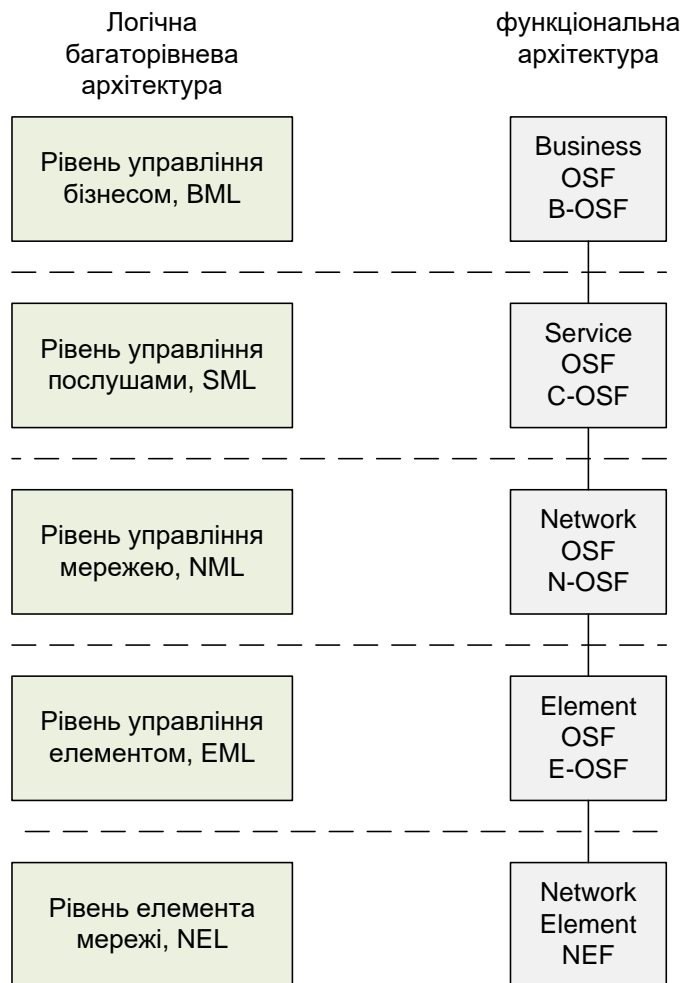 Логічна
багаторівнева
архітектура
функціональна
архітектура
Рівень управління
бізнесом, BML
Business
OSF
B-OSF
Рівень управління
послушами, SML
Service
OSF
C-OSF
Рівень управління
мережею, NML
Network
OSF
N-OSF
Рівень управління
елементом, EML
Element
OSF
E-OSF
Рівень елемента
мережі, NEL
Network
Element
NEF